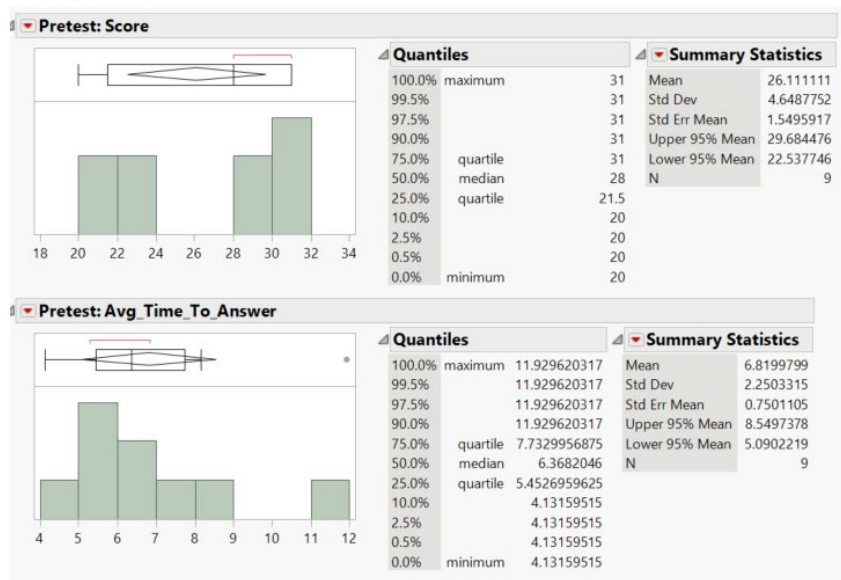 Pretest: Score
Quantiles
100.0% maximum 31
99.5% 31
97.5% 31
90.0% 31
75.0% quartile 31
50.0% median 28
25.0% quartile 21.5
10.0% 20
2.5% 20
0.5% 20
0.0% minimum 20
Summary Statistics
Mean 26.111111
Std Dev 4.6487752
Std Err Mean 1.5495917
Upper 95% Mean 29.684476
Lower 95% Mean 22.537746
N 9
18 20 22 24 26 28 30 31 32 34
Pretest: Avg_Time_To_Answer
Quantiles
100.0% maximum 11.929620317
99.5% 11.929620317
97.5% 11.929620317
90.0% 11.929620317
75.0% quartile 7.7329956875
50.0% median 6.3682046
25.0% quartile 5.4526959625
10.0% 4.13159515
2.5% 4.13159515
0.5% 4.13159515
0.0% minimum 4.13159515
Summary Statistics
Mean 6.8199799
Std Dev 2.2503315
Std Err Mean 0.7501105
Upper 95% Mean 8.5497378
Lower 95% Mean 5.0902219
N 9
4 5 6 7 8 9 10 11 12